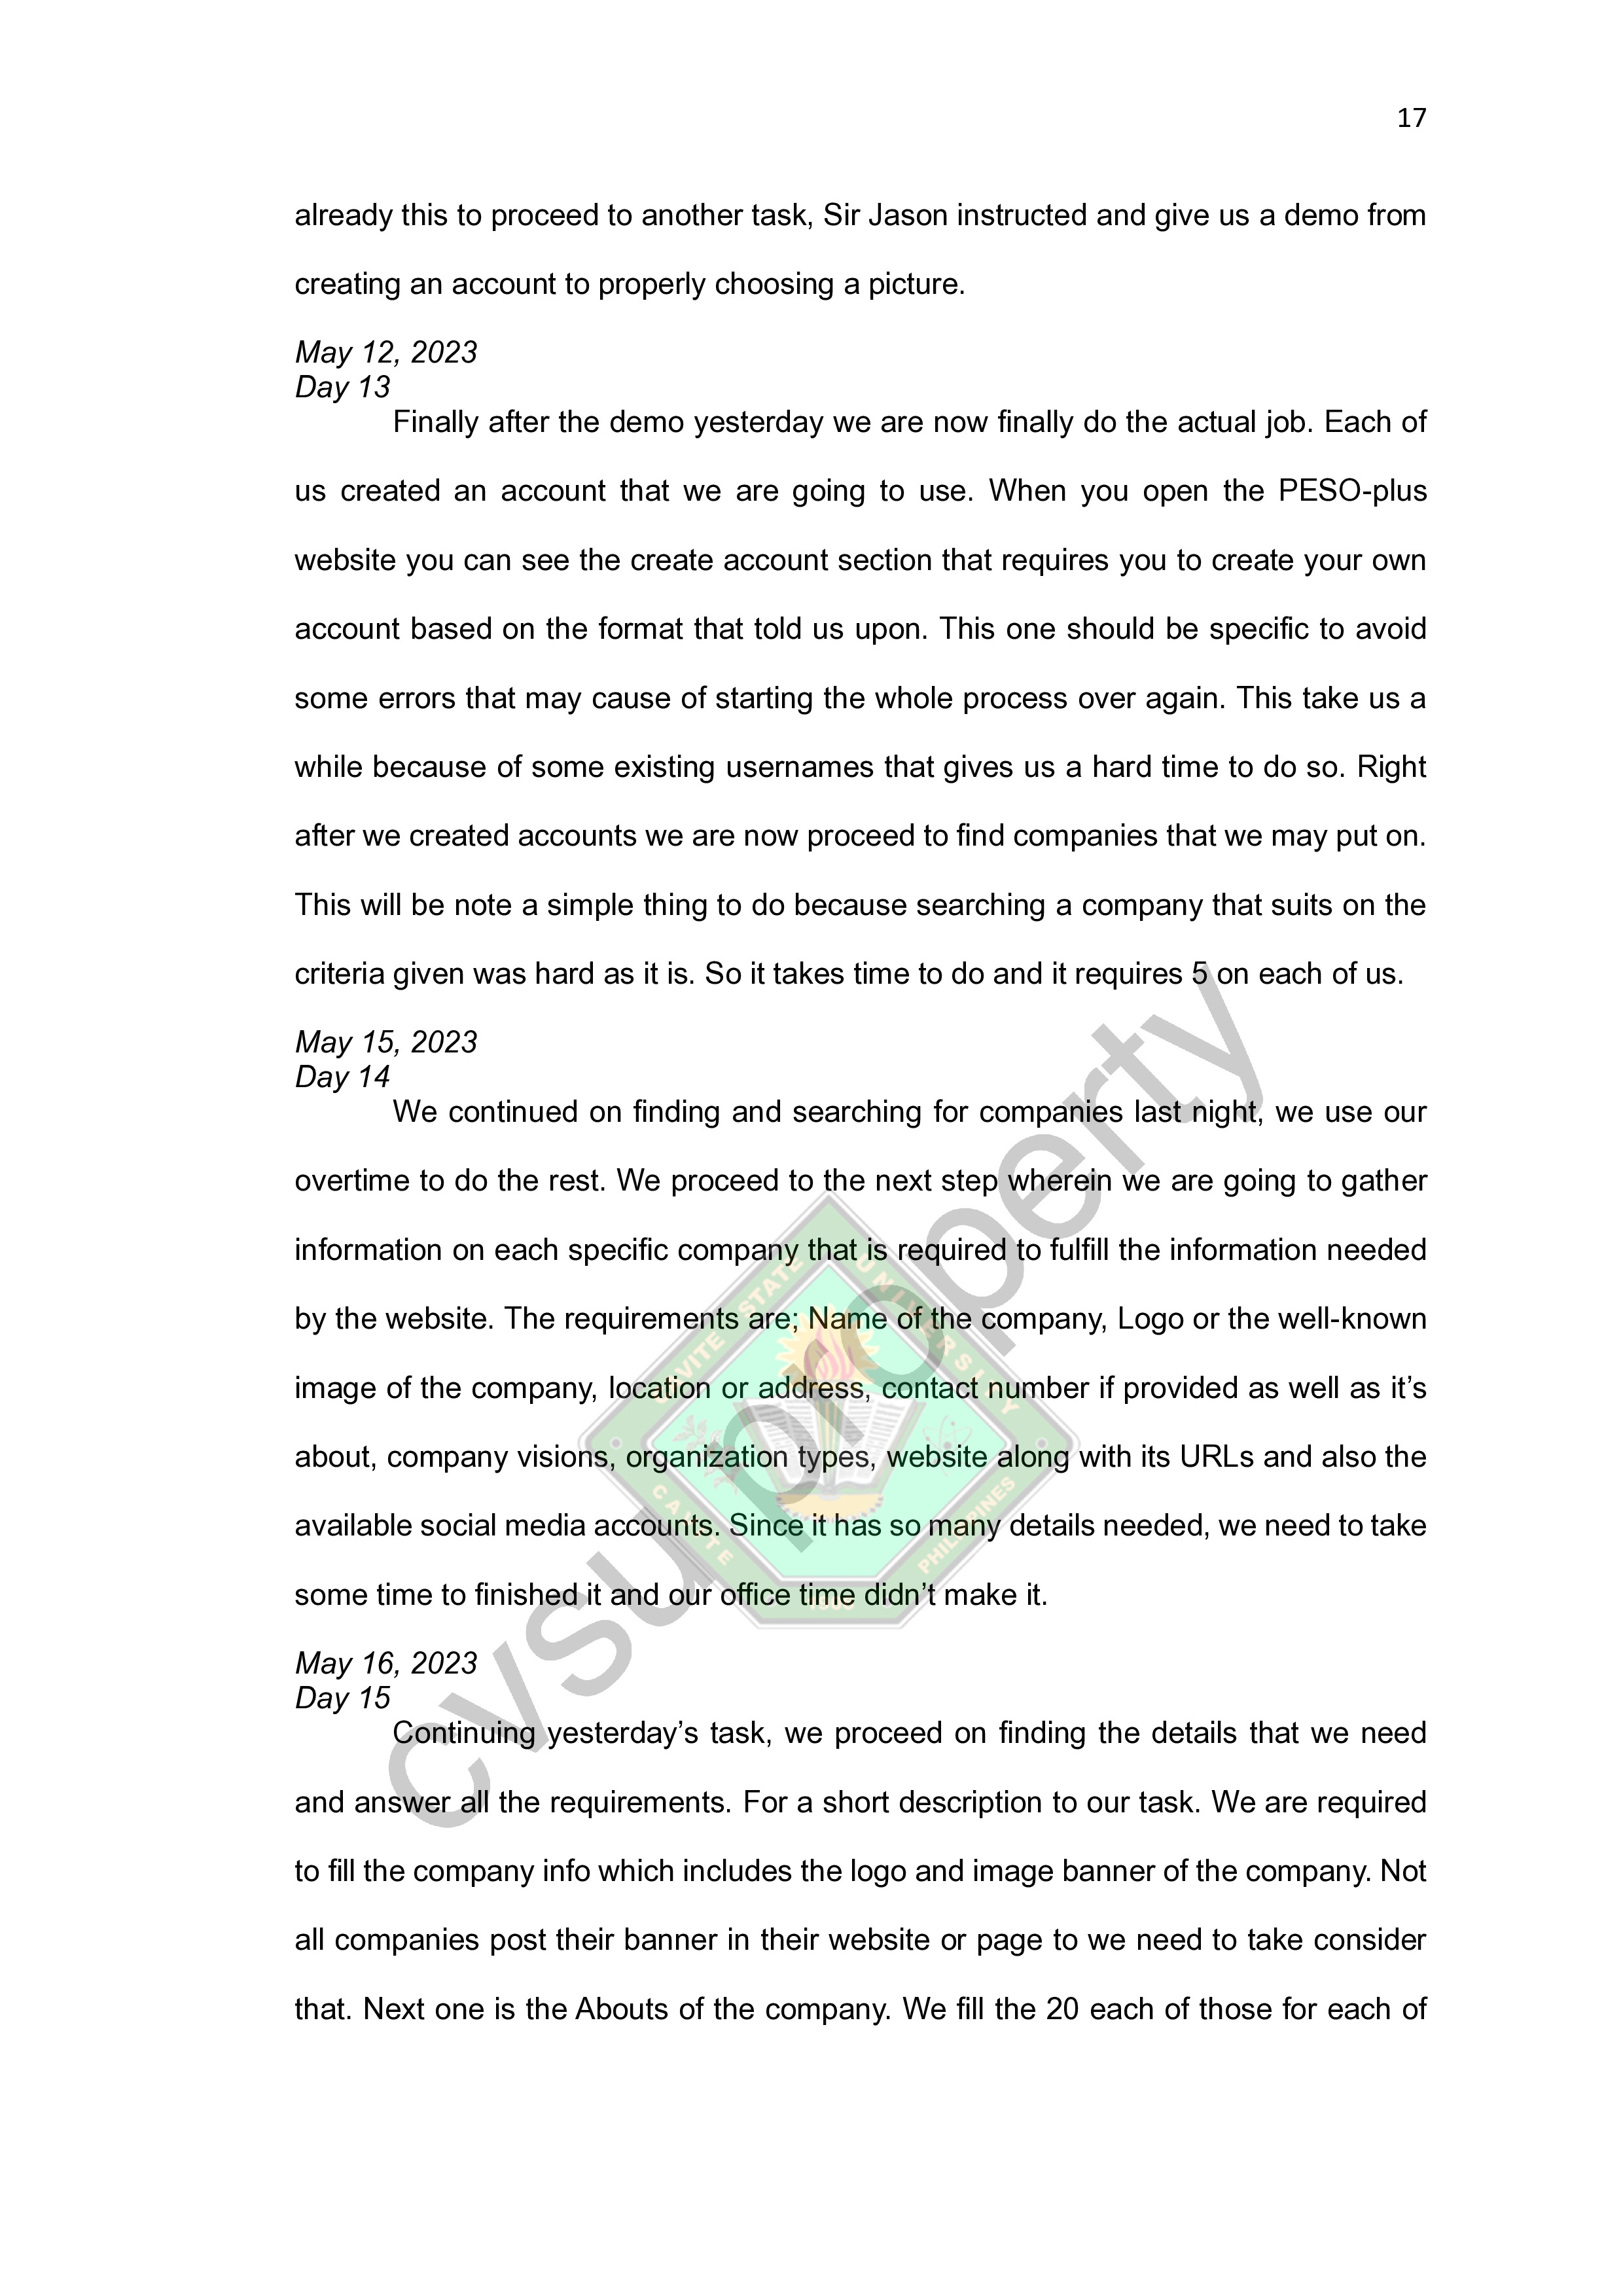 17
already this to proceed to another task, Sir Jason instructed and give us a demo from
creating an account to properly choosing a picture.
May 12, 2023
Day 13
Finally after the demo yesterday we are now finally do the actual job. Each of
us created an account that we are going to use. When you open the PESO-plus
website you can see the create account section that requires you to create your own
account based on the format that told us upon. This one should be specific to avoid
some errors that may cause of starting the whole process over again. This take us a
while because of some existing usernames that gives us a hard time to do so. Right
after we created accounts we are now proceed to find companies that we may put on.
This will be note a simple thing to do because searching a company that suits on the
criteria given was hard as it is. So it takes time to do and it requires 5 on each of us.
May 15, 2023
Day 14
We continued on finding and searching for companies last night, we use our
overtime to do the rest. We proceed to the next step wherein we are going to gather
information on each specific company that is required to fulfill the information needed
by the website. The requirements are; Name of the company, Logo or the well-known
image of the company, location or address, contact number if provided as well as it’s
about, company visions, organization types, website along with its URLs and also the
available social media accounts. Since it has so many details needed, we need to take
some time to finished it and our office time didn’t make it.
May 16, 2023
Day 15
Continuing yesterday’s task, we proceed on finding the details that we need
and answer all the requirements. For a short description to our task. We are required
to fill the company info which includes the logo and image banner of the company. Not
all companies post their banner in their website or page to we need to take consider
that. Next one is the Abouts of the company. We fill the 20 each of those for each of
cvsu property
CAVITE STATE UNIVERSITY
CAVITE
PHILIPPINES